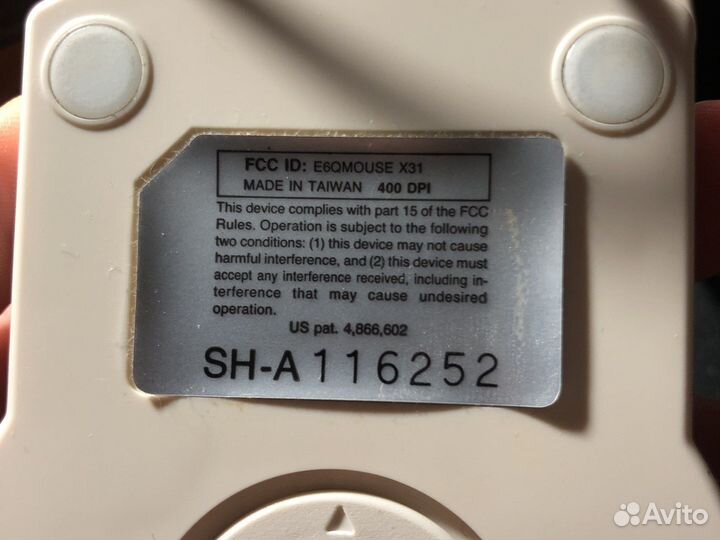 FCC ID: E6QMOUSE X31
MADE IN TAIWAN 400 DPI
This device complies with part 15 of the FCC
Rules. Operation is subject to the following
two conditions: (1) this device may not cause
harmful interference, and (2) this device must
accept any interference received, including in-
terference that may cause undesired
operation.
US pat. 4,866,602
SH-A116252
Avito